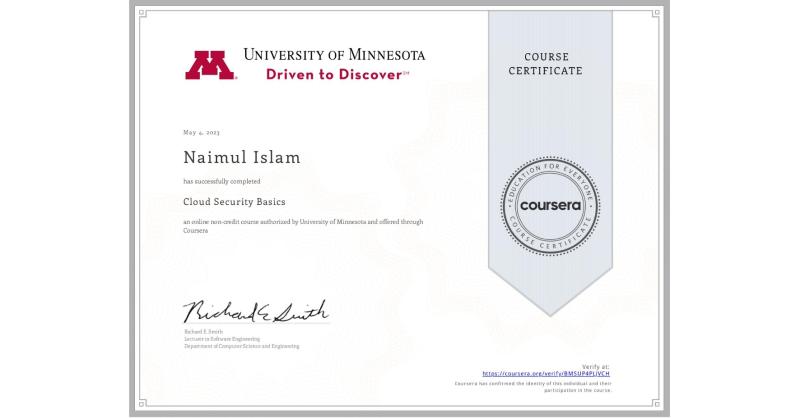 University of Minnesota
Driven to Discover℠
COURSE
CERTIFICATE
May 4, 2023
Naimul Islam
has successfully completed
Cloud Security Basics
an online non-credit course authorized by University of Minnesota and offered through
Coursera
EDUCATION FOR EVERYONE
coursera
COURSE CERTIFICATE
Richard E Smith
Richard E. Smith
Lecturer in Software Engineering
Department of Computer Science and Engineering
Verify at:
https://coursera.org/verify/BMSUP4PLJVCH
Coursera has confirmed the identity of this individual and their
participation in the course.